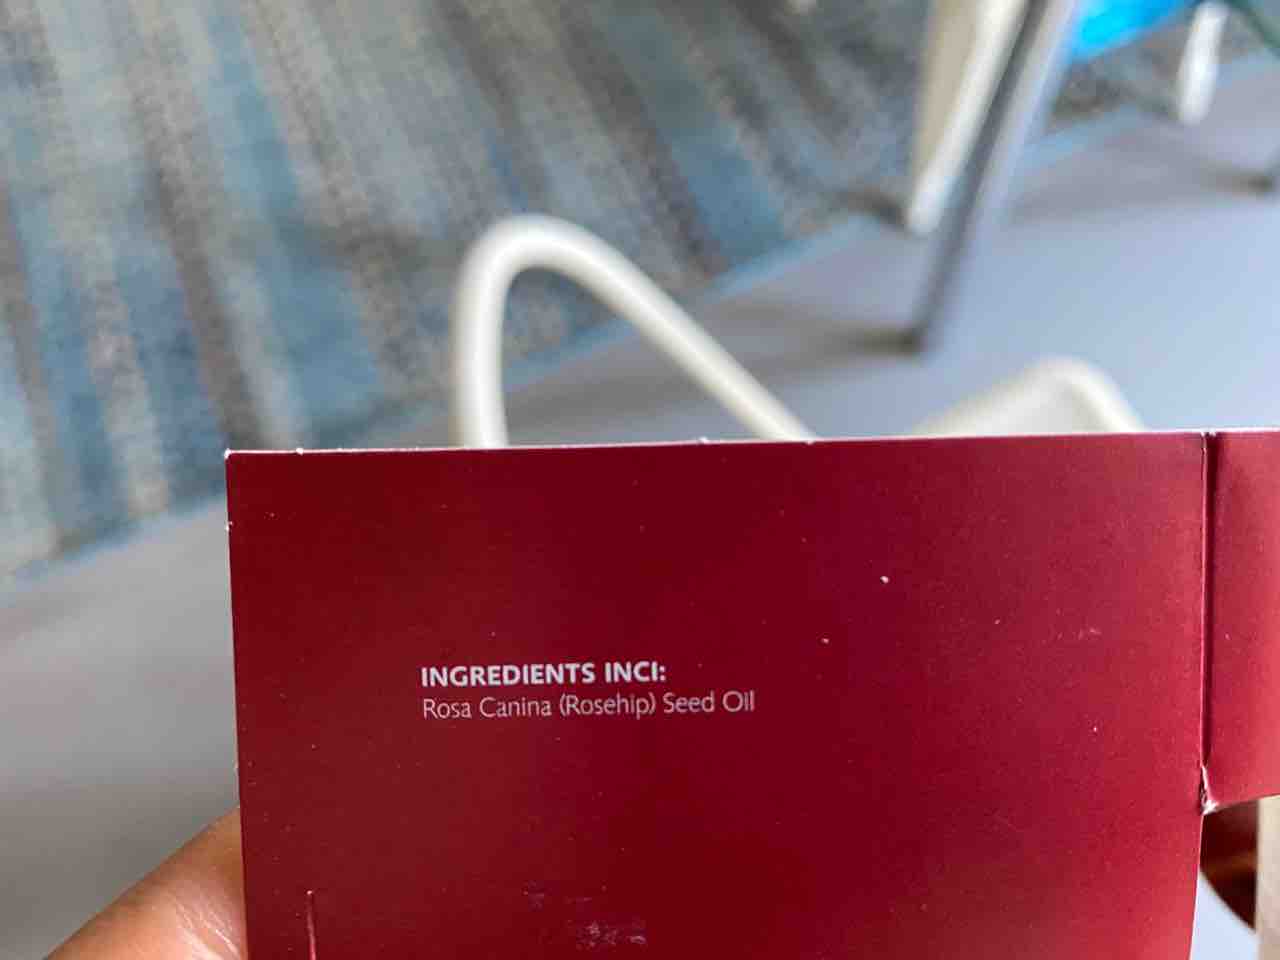 INGREDIENTS INCI:
Rosa Canina (Rosehip) Seed Oil